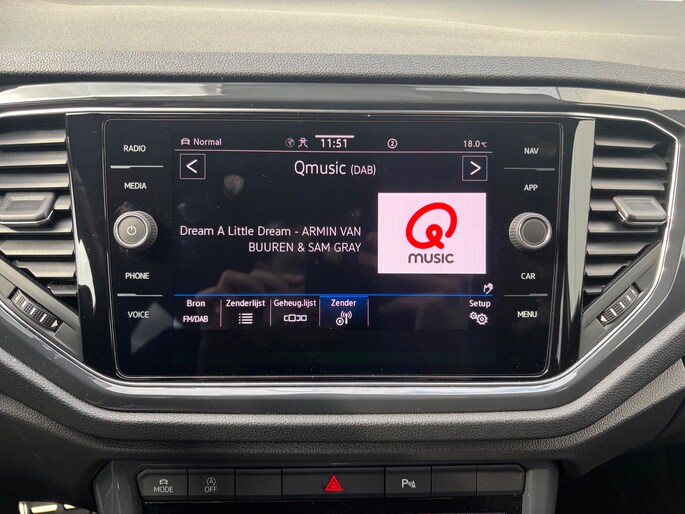 RADIO
MEDIA
PHONE
VOICE
Normal 11:51 2 18.0°C
Qmusic (DAB)
Dream A Little Dream - ARMIN VAN
BUUREN & SAM GRAY
Q
MUSIC
Bron Zenderlijst Geheug.lijst Zender Setup
FM/DAB
NAV
APP
CAR
MENU
MODE
A
P